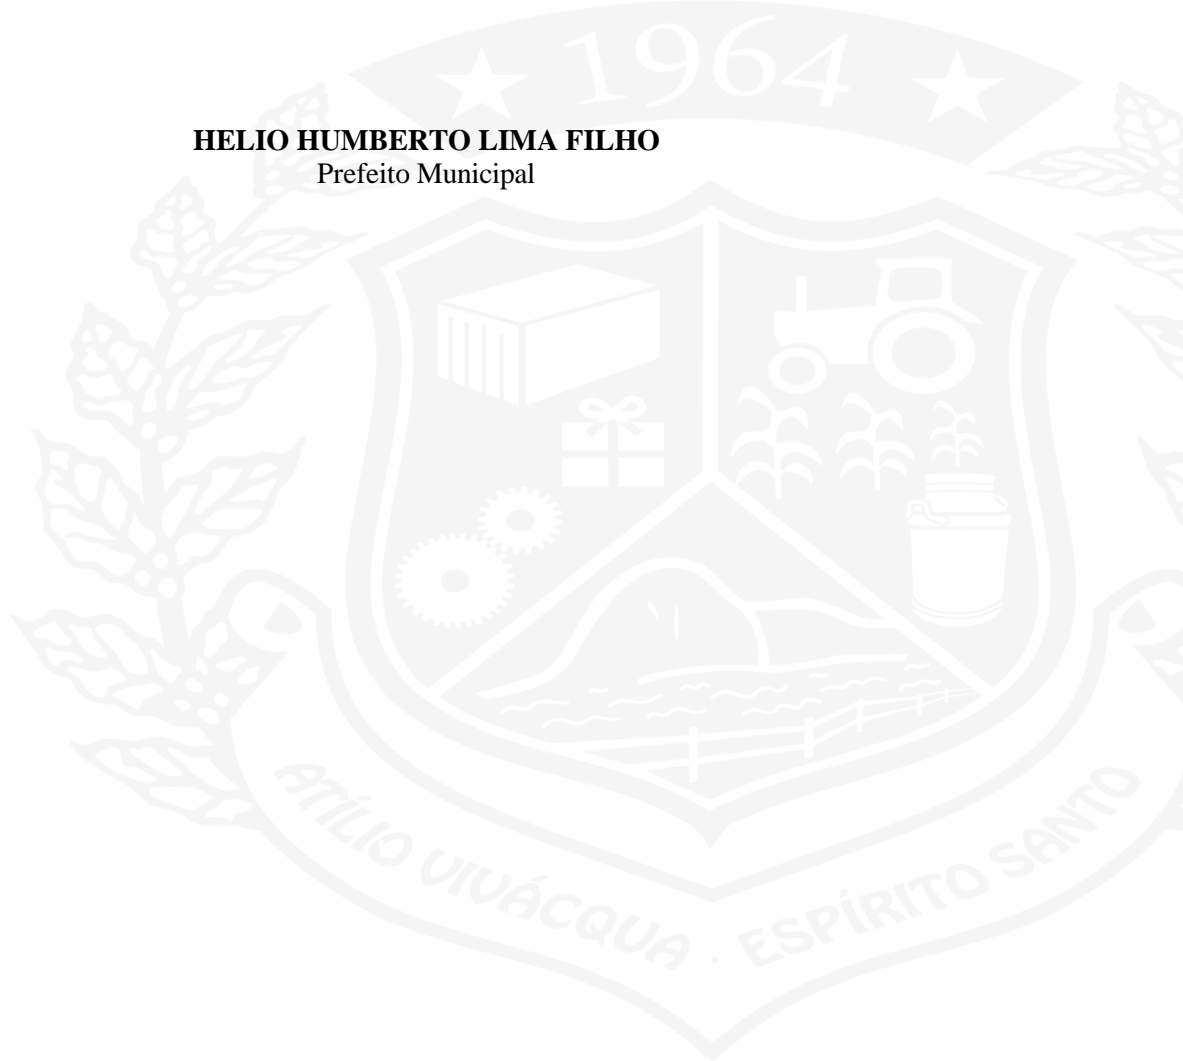 1964
HELIO HUMBERTO LIMA FILHO
Prefeito Municipal
ATÍLIO VIVÁCQUA · ESPÍRITO SANTO